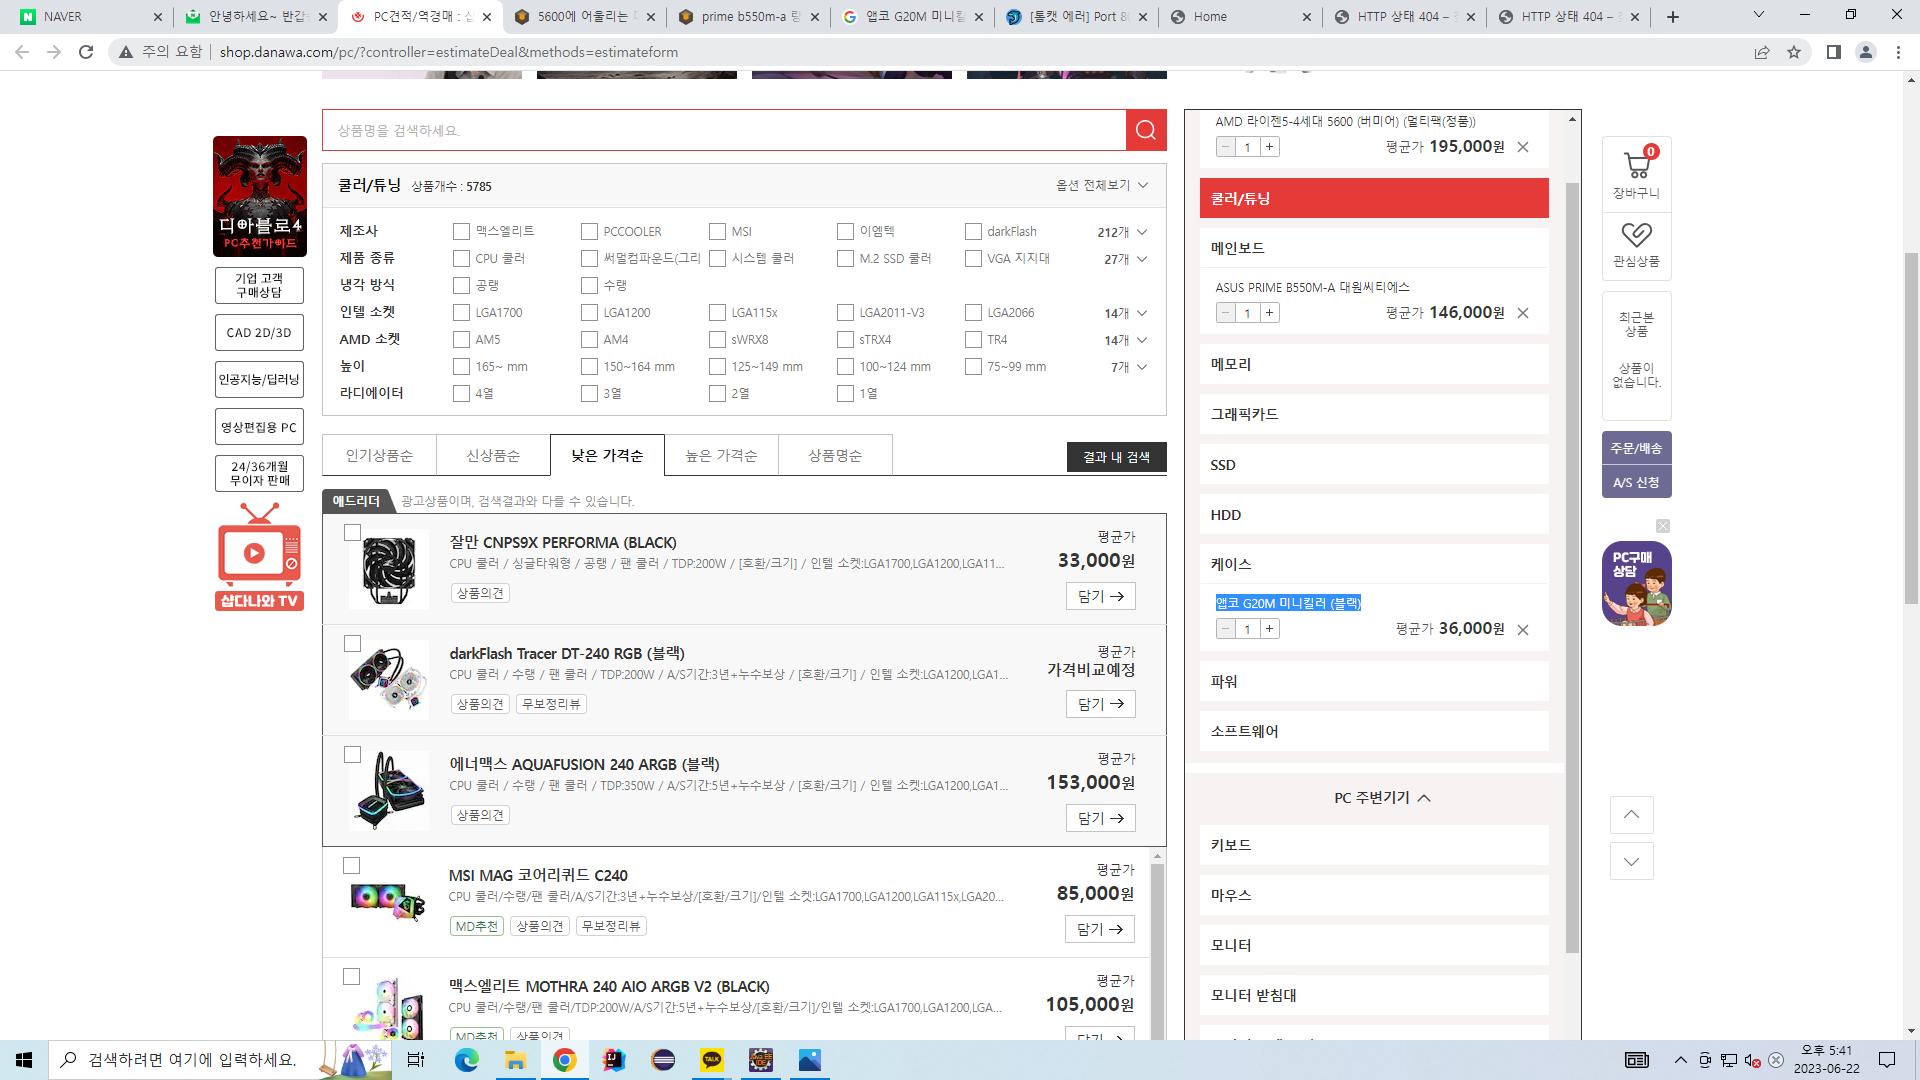 NAVER
안녕하세요~ 반갑
PC견적/역경매 : 샵
5600에 어울리는
prime b550m-a 램
앱코 G20M 미니킬
[톰캣 에러] Port 80
Home
HTTP 상태 404 –
HTTP 상태 404 –
주의 요함
shop.danawa.com/pc/?controller=estimateDeal&methods=estimateform
상품명을 검색하세요.
쿨러/튜닝 상품개수 : 5785
옵션 전체보기
제조사 맥스엘리트 PCCOOLER MSI 이엠텍 darkFlash 212개
제품 종류 CPU 쿨러 써멀컴파운드(그리 시스템 쿨러 M.2 SSD 쿨러 VGA 지지대 27개
냉각 방식 공랭 수랭
인텔 소켓 LGA1700 LGA1200 LGA115x LGA2011-V3 LGA2066 14개
AMD 소켓 AM5 AM4 sWRX8 sTRX4 TR4 14개
높이 165~ mm 150~164 mm 125~149 mm 100~124 mm 75~99 mm 7개
라디에이터 4열 3열 2열 1열
인기상품순 신상품순 낮은 가격순 높은 가격순 상품명순
결과 내 검색
애드리더 광고상품이며, 검색결과와 다를 수 있습니다.
잘만 CNPS9X PERFORMA (BLACK)
CPU 쿨러 / 싱글타워형 / 공랭 / 팬 쿨러 / TDP:200W / [호환/크기] / 인텔 소켓:LGA1700,LGA1200,LGA11...
상품의견
평균가
33,000원
담기
darkFlash Tracer DT-240 RGB (블랙)
CPU 쿨러 / 수랭 / 팬 쿨러 / TDP:200W / A/S기간:3년+누수보상 / [호환/크기] / 인텔 소켓:LGA1200,LGA1...
상품의견 무보정리뷰
평균가
가격비교예정
담기
에너맥스 AQUAFUSION 240 ARGB (블랙)
CPU 쿨러 / 수랭 / 팬 쿨러 / TDP:350W / A/S기간:5년+누수보상 / [호환/크기] / 인텔 소켓:LGA1200,LGA1...
상품의견
평균가
153,000원
담기
MSI MAG 코어리퀴드 C240
CPU 쿨러/수랭/팬 쿨러/A/S기간:3년+누수보상/[호환/크기]/인텔 소켓:LGA1700,LGA1200,LGA115x,LGA20...
MD추천 상품의견 무보정리뷰
평균가
85,000원
담기
맥스엘리트 MOTHRA 240 AIO ARGB V2 (BLACK)
CPU 쿨러/수랭/팬 쿨러/TDP:200W/A/S기간:5년+누수보상/[호환/크기]/인텔 소켓:LGA1700,LGA1200,LGA...
MD추천 상품의견
평균가
105,000원
담기
AMD 라이젠5-4세대 5600 (버미어) (멀티팩(정품))
1 평균가 195,000원
쿨러/튜닝
메인보드
ASUS PRIME B550M-A 대원씨티에스
1 평균가 146,000원
메모리
그래픽카드
SSD
HDD
케이스
앱코 G20M 미니킬러 (블랙)
1 평균가 36,000원
파워
소프트웨어
PC 주변기기
키보드
마우스
모니터
모니터 받침대
디아블로4
PC추천가이드
기업 고객
구매상담
CAD 2D/3D
인공지능/딥러닝
영상편집용 PC
24/36개월
무이자 판매
샵다나와 TV
0
장바구니
관심상품
최근본
상품
상품이
없습니다.
주문/배송
A/S 신청
PC구매
상담
검색하려면 여기에 입력하세요.
TALK
오후 5:41
2023-06-22